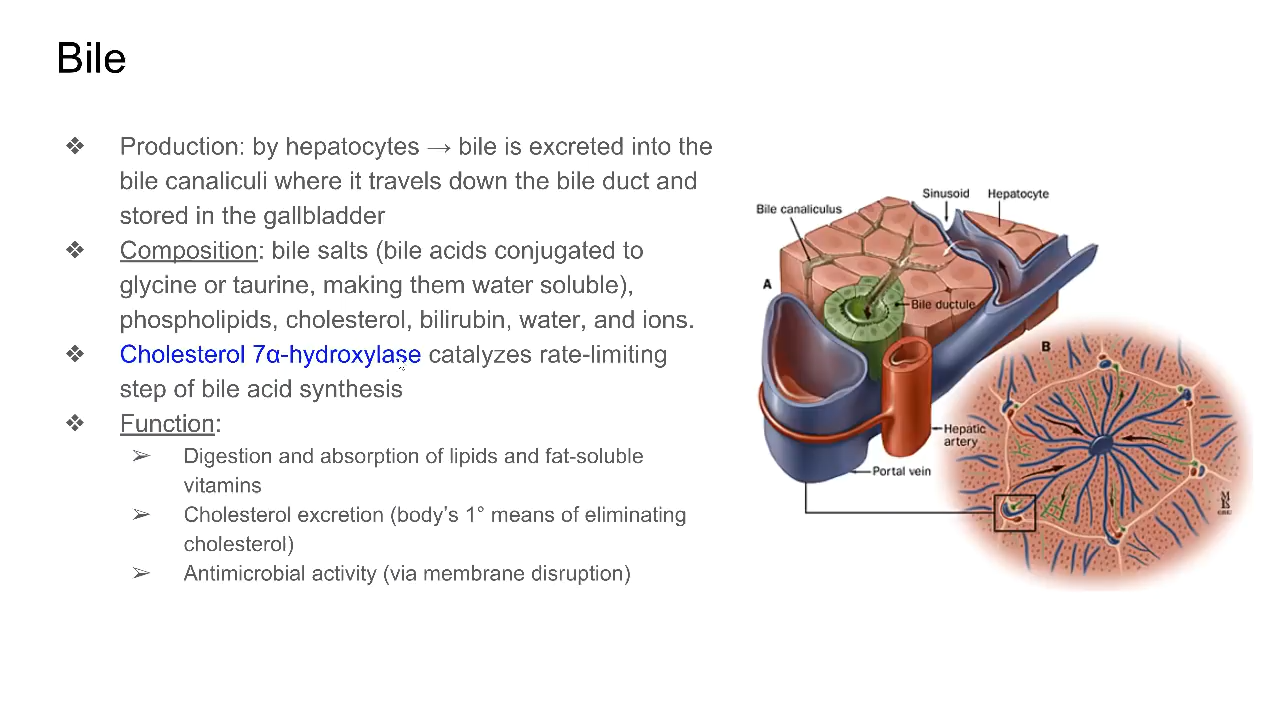 Bile
❖ Production: by hepatocytes → bile is excreted into the
bile canaliculi where it travels down the bile duct and
stored in the gallbladder
❖ Composition: bile salts (bile acids conjugated to
glycine or taurine, making them water soluble),
phospholipids, cholesterol, bilirubin, water, and ions.
❖ Cholesterol 7α-hydroxylase catalyzes rate-limiting
step of bile acid synthesis
❖ Function:
➢ Digestion and absorption of lipids and fat-soluble
vitamins
➢ Cholesterol excretion (body's 1° means of eliminating
cholesterol)
➢ Antimicrobial activity (via membrane disruption)
Sinusoid
Hepatocyte
Bile canaliculus
A
Bile ductule
B
Hepatic
artery
Portal vein